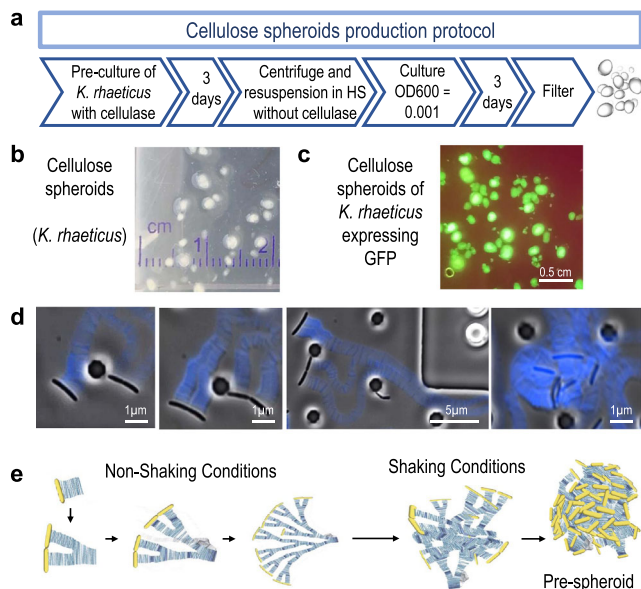 a
Cellulose spheroids production protocol
Pre-culture of
K. rhaeticus
with cellulase
3
days
Centrifuge and
resuspension in HS
without cellulase
Culture
OD600 =
0.001
3
days
Filter
b
Cellulose
spheroids
(K. rhaeticus)
cm
1
2
c
Cellulose
spheroids of
K. rhaeticus
expressing
GFP
0.5 cm
d
1µm
1µm
5µm
1µm
e
Non-Shaking Conditions
Shaking Conditions
Pre-spheroid